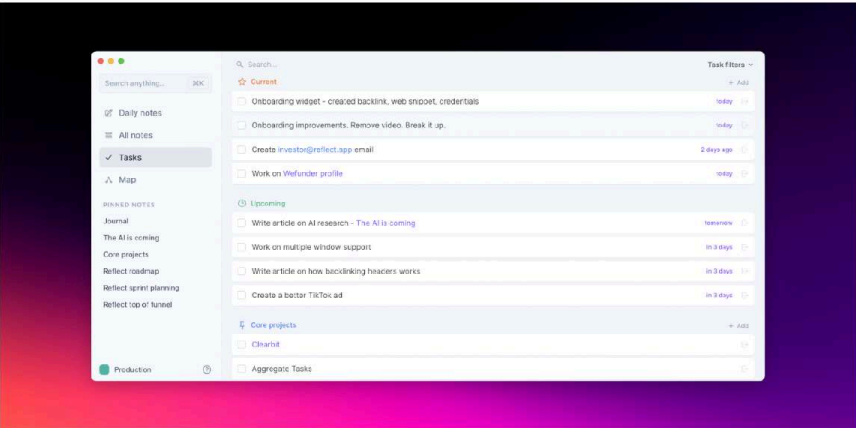 Search anything...
⌘K
Daily notes
All notes
Tasks
Map
PINNED NOTES
Journal
The AI is coming
Core projects
Reflect roadmap
Reflect sprint planning
Reflect top of funnel
Production
Search...
Task filters
Current
+ Add
Onboarding widget - created backlink, web snippet, credentials
today
Onboarding improvements. Remove video. Break it up.
today
Create investor@reflect.app email
2 days ago
Work on Wefunder profile
today
Upcoming
Write article on AI research - The AI is coming
tomorrow
Work on multiple window support
in 3 days
Write article on how backlinking headers works
in 3 days
Create a better TikTok ad
in 3 days
Core projects
+ Add
Clearbit
Aggregate Tasks